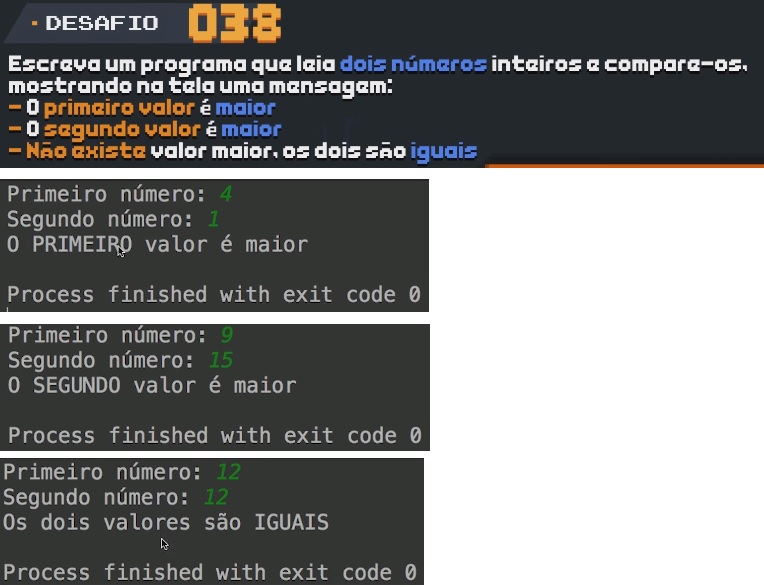 DESAFIO 038
Escreva um programa que leia dois números inteiros e compare-os,
mostrando na tela uma mensagem:
- O primeiro valor é maior
- O segundo valor é maior
- Não existe valor maior, os dois são iguais
Primeiro número: 4
Segundo número: 1
O PRIMEIRO valor é maior
Process finished with exit code 0
Primeiro número: 9
Segundo número: 15
O SEGUNDO valor é maior
Process finished with exit code 0
Primeiro número: 12
Segundo número: 12
Os dois valores são IGUAIS
Process finished with exit code 0